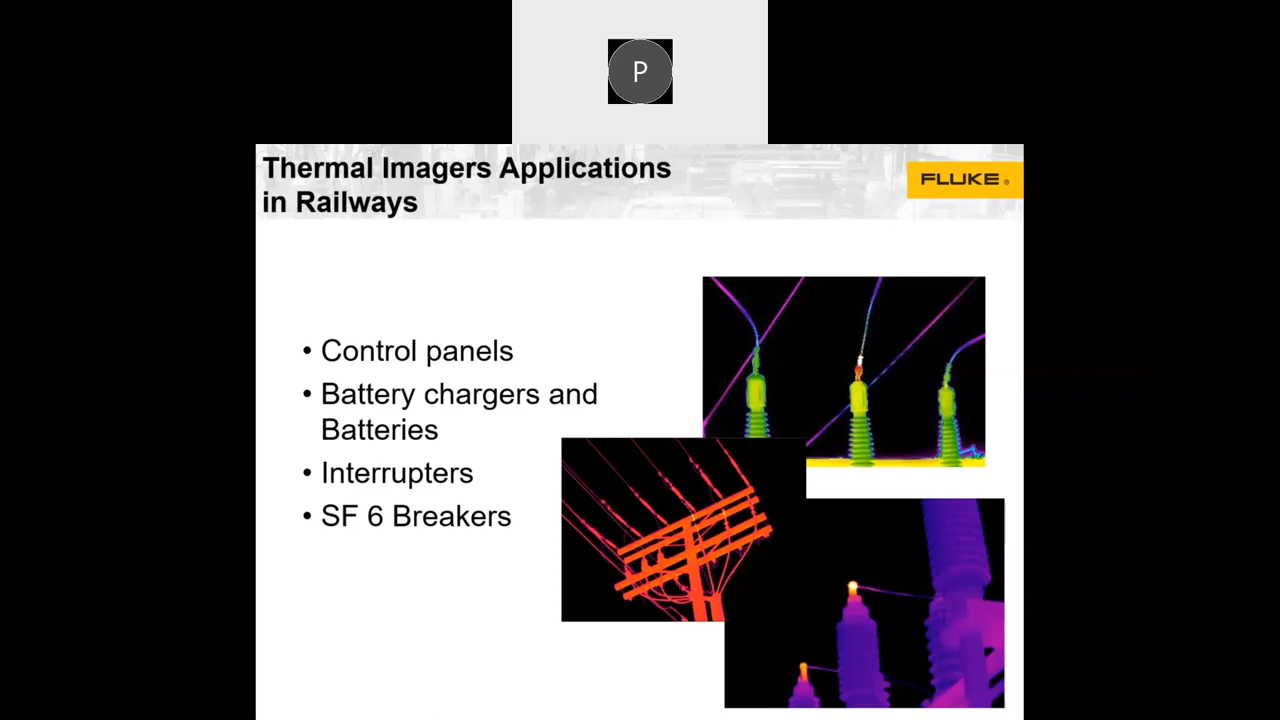 P
Thermal Imagers Applications
in Railways
FLUKE ®
• Control panels
• Battery chargers and
Batteries
• Interrupters
• SF 6 Breakers